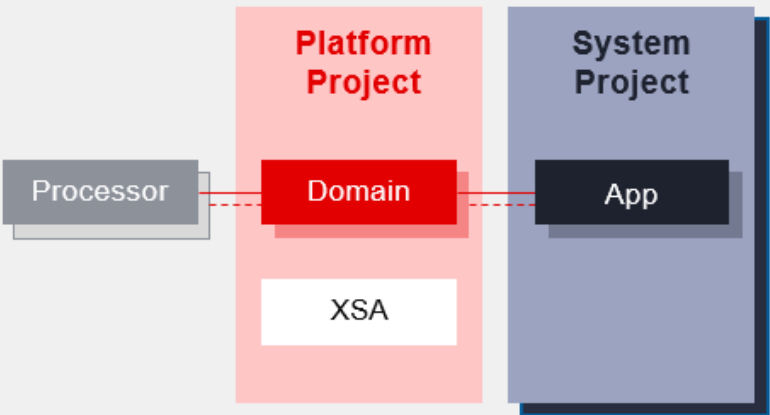 Platform
Project
System
Project
Processor
Domain
App
XSA